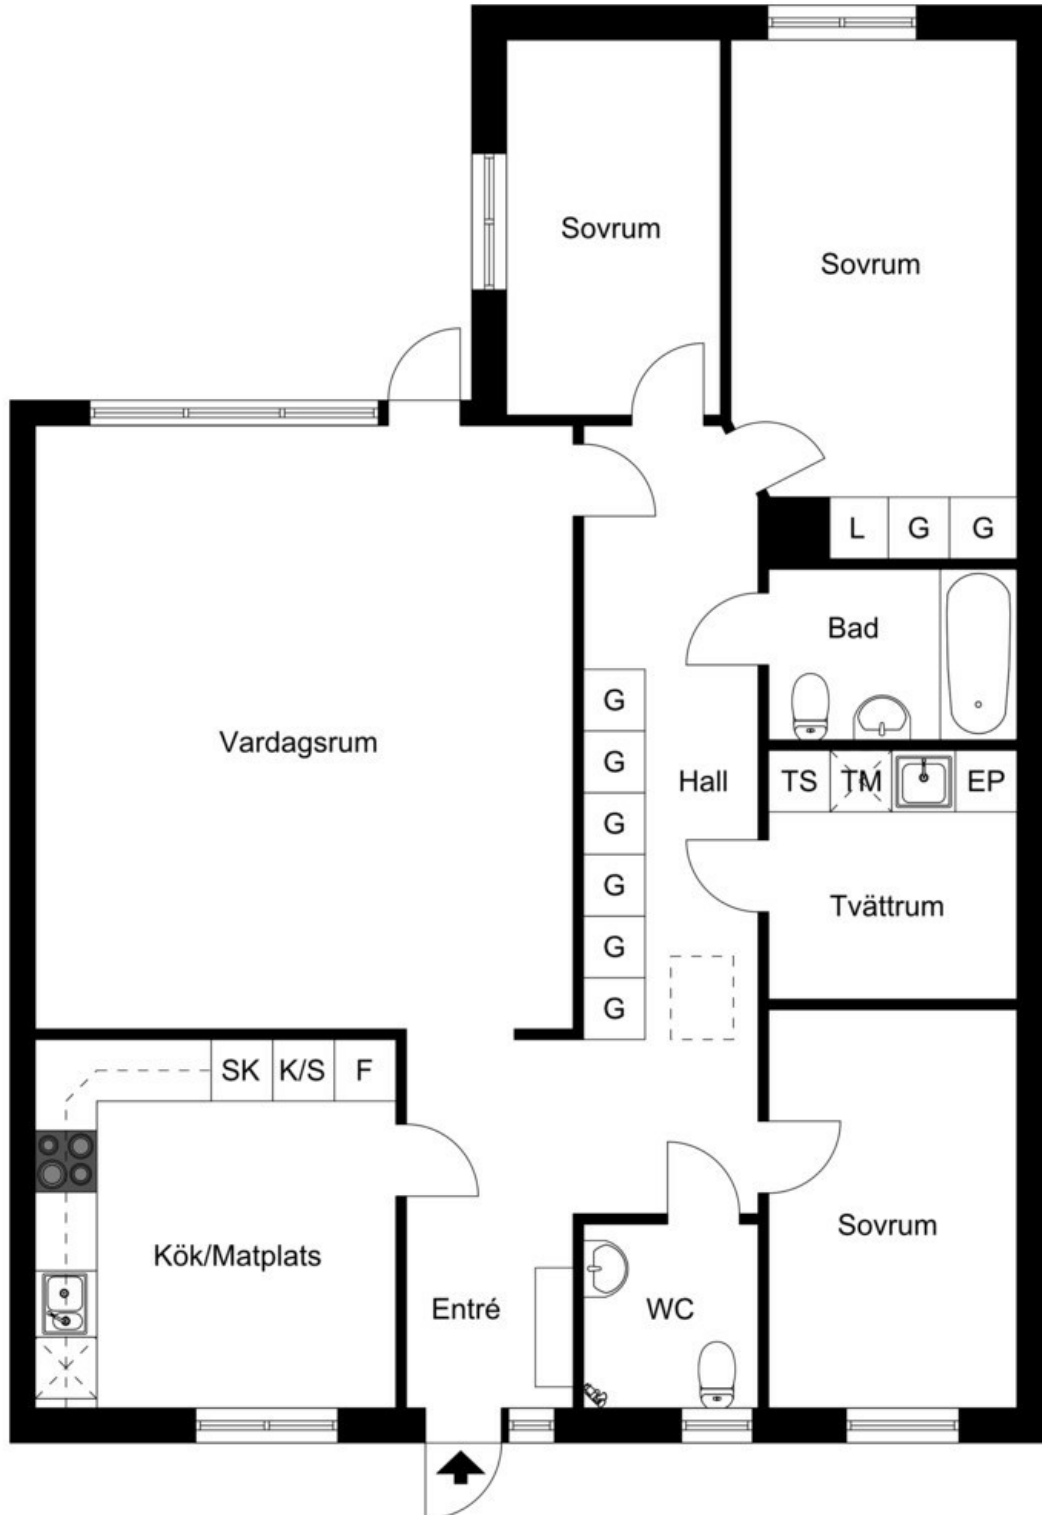 Sovrum
Sovrum
L G G
Bad
G
Vardagsrum
G
Hall
TS TM EP
G
G
Tvättrum
G
G
SK K/S F
Sovrum
Kök/Matplats
Entré
WC